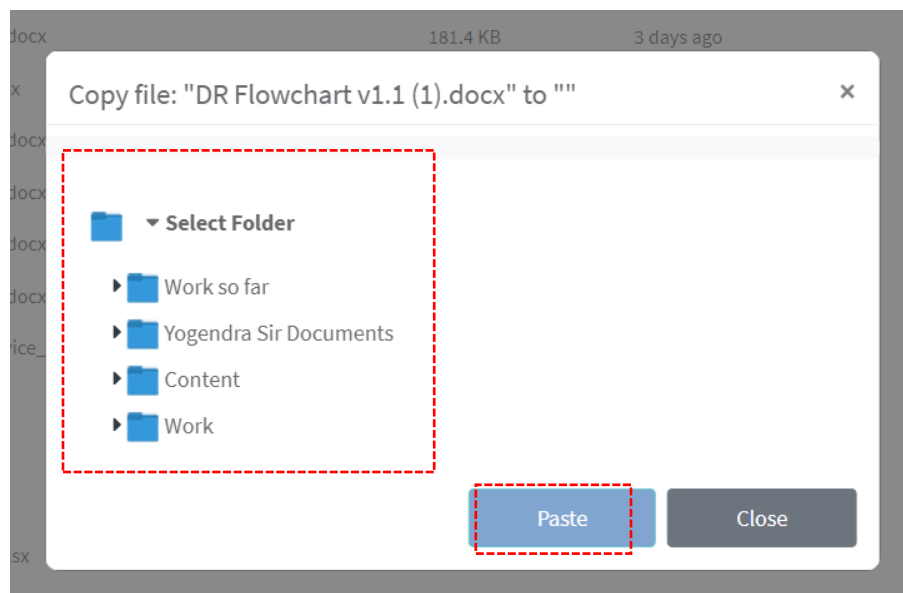 docx 181.4 KB 3 days ago
x
Copy file: "DR Flowchart v1.1 (1).docx" to "" ×
docx
docx
Select Folder
docx
Work so far
docx
Yogendra Sir Documents
vice_
Content
Work
Paste Close
.sx